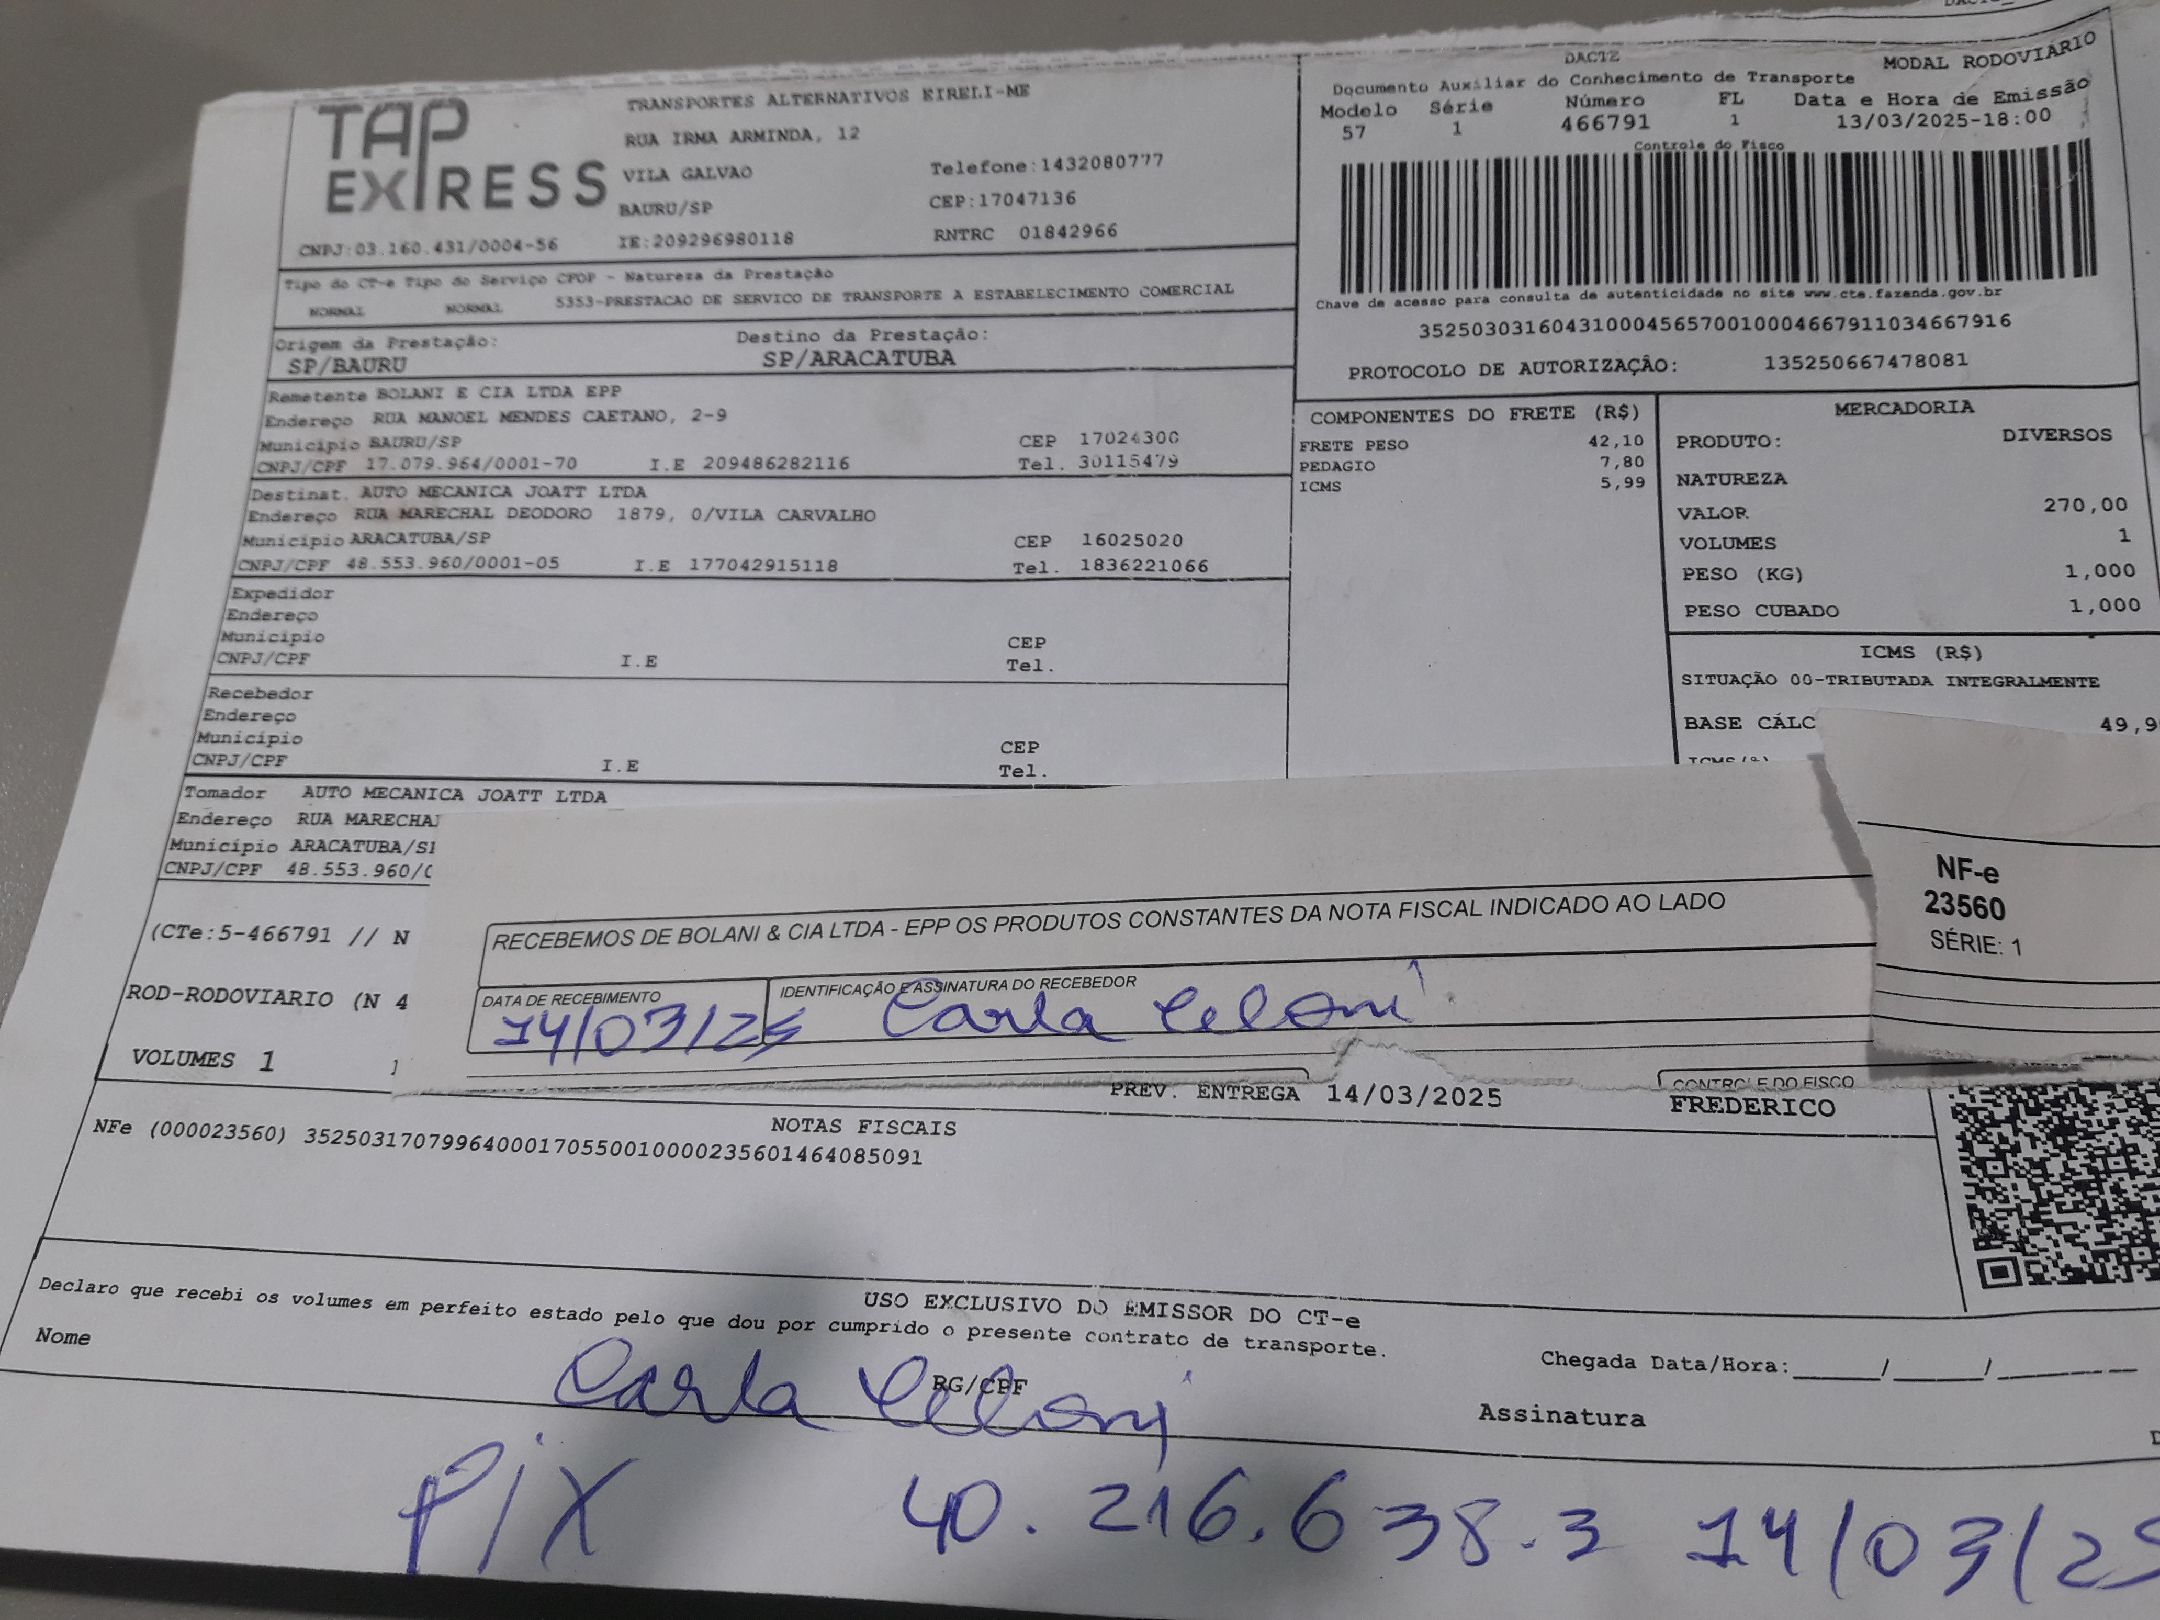 TAP EXPRESS
TRANSPORTES ALTERNATIVOS EIRELI-ME
RUA IRMA ARMINDA, 12
VILA GALVAO Telefone:1432080777
BAURU/SP CEP:17047136
CNPJ:03.160.431/0004-56 IE:209296980118 RNTRC 01842966
DACTE MODAL RODOVIÁRIO
Documento Auxiliar do Conhecimento de Transporte
Modelo Série Número FL Data e Hora de Emissão
57 1 466791 1 13/03/2025-18:00
Controle do Fisco
Chave de acesso para consulta de autenticidade no site www.cte.fazenda.gov.br
35250303160431000456570010004667911034667916
PROTOCOLO DE AUTORIZAÇÃO: 135250667478081
Tipo do CT-e Tipo do Serviço CFOP - Natureza da Prestação
NORMAL NORMAL 5353-PRESTACAO DE SERVICO DE TRANSPORTE A ESTABELECIMENTO COMERCIAL
Origem da Prestação: Destino da Prestação:
SP/BAURU SP/ARACATUBA
Remetente BOLANI E CIA LTDA EPP
Endereço RUA MANOEL MENDES CAETANO, 2-9
Município BAURU/SP CEP 17024300
CNPJ/CPF 17.079.964/0001-70 I.E 209486282116 Tel. 30115479
Destinat. AUTO MECANICA JOATT LTDA
Endereço RUA MARECHAL DEODORO 1879, 0/VILA CARVALHO
Município ARACATUBA/SP CEP 16025020
CNPJ/CPF 48.553.960/0001-05 I.E 177042915118 Tel. 1836221066
Expedidor
Endereço
Município CEP
CNPJ/CPF I.E Tel.
Recebedor
Endereço
Município CEP
CNPJ/CPF I.E Tel.
Tomador AUTO MECANICA JOATT LTDA
Endereço RUA MARECHA
Município ARACATUBA/S
CNPJ/CPF 48.553.960/
COMPONENTES DO FRETE (R$)
FRETE PESO 42,10
PEDAGIO 7,80
ICMS 5,99
MERCADORIA
PRODUTO: DIVERSOS
NATUREZA
VALOR 270,00
VOLUMES 1
PESO (KG) 1,000
PESO CUBADO 1,000
ICMS (R$)
SITUAÇÃO 00-TRIBUTADA INTEGRALMENTE
BASE CÁLC 49,9
(CTe:5-466791 // N
ROD-RODOVIARIO (N 4
VOLUMES 1
RECEBEMOS DE BOLANI & CIA LTDA - EPP OS PRODUTOS CONSTANTES DA NOTA FISCAL INDICADO AO LADO
DATA DE RECEBIMENTO IDENTIFICAÇÃO E ASSINATURA DO RECEBEDOR
14/03/25 Carla Celoni
NF-e
23560
SÉRIE: 1
CONTROLE DO FISCO
PREV. ENTREGA 14/03/2025 FREDERICO
NOTAS FISCAIS
NFe (000023560) 35250317079964000170550010000235601464085091
USO EXCLUSIVO DO EMISSOR DO CT-e
Declaro que recebi os volumes em perfeito estado pelo que dou por cumprido o presente contrato de transporte.
Nome RG/CPF Chegada Data/Hora:_____/_____/_______
Carla Celoni Assinatura
PIX 40.216.638.3 14/03/25